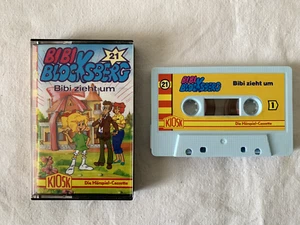 BIBI
BLOCKSBERG
21
Bibi zieht um
KIOSK
Die Hörspiel-Cassette
21
BIBI
BLOCKSBERG
Bibi zieht um
1
KIOSK
Die Hörspiel-Cassette